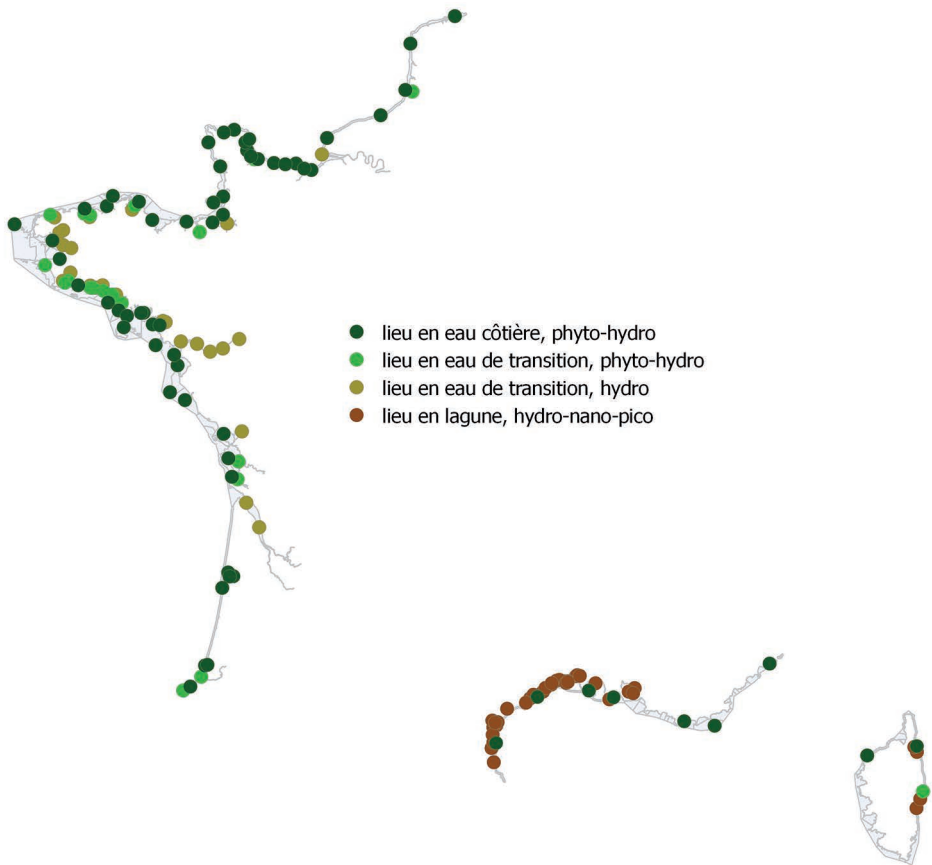 lieu en eau côtière, phyto-hydro
lieu en eau de transition, phyto-hydro
lieu en eau de transition, hydro
lieu en lagune, hydro-nano-pico